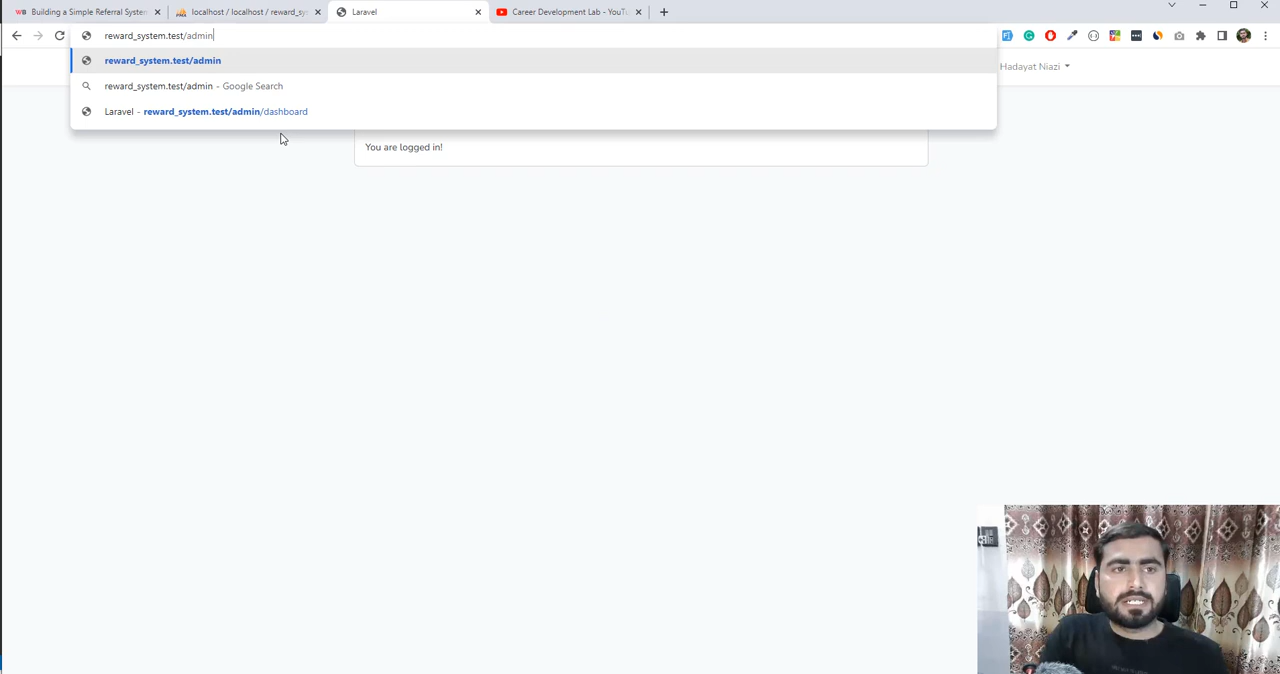 Building a Simple Referral System
localhost / localhost / reward_sy
Laravel
Career Development Lab - YouTu
reward_system.test/admin
reward_system.test/admin
reward_system.test/admin - Google Search
Laravel - reward_system.test/admin/dashboard
Hadayat Niazi
You are logged in!